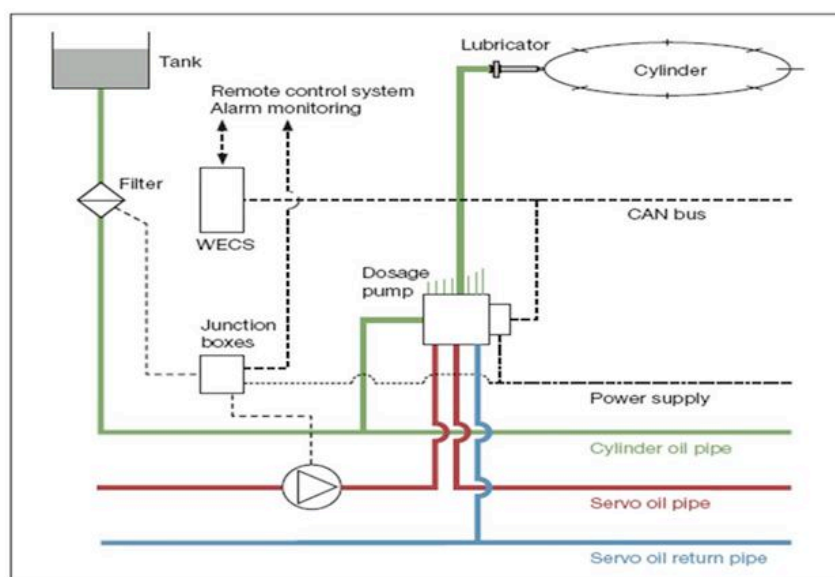 Tank
Lubricator
Cylinder
Remote control system
Alarm monitoring
Filter
WECS
CAN bus
Dosage
pump
Junction
boxes
Power supply
Cylinder oil pipe
Servo oil pipe
Servo oil return pipe